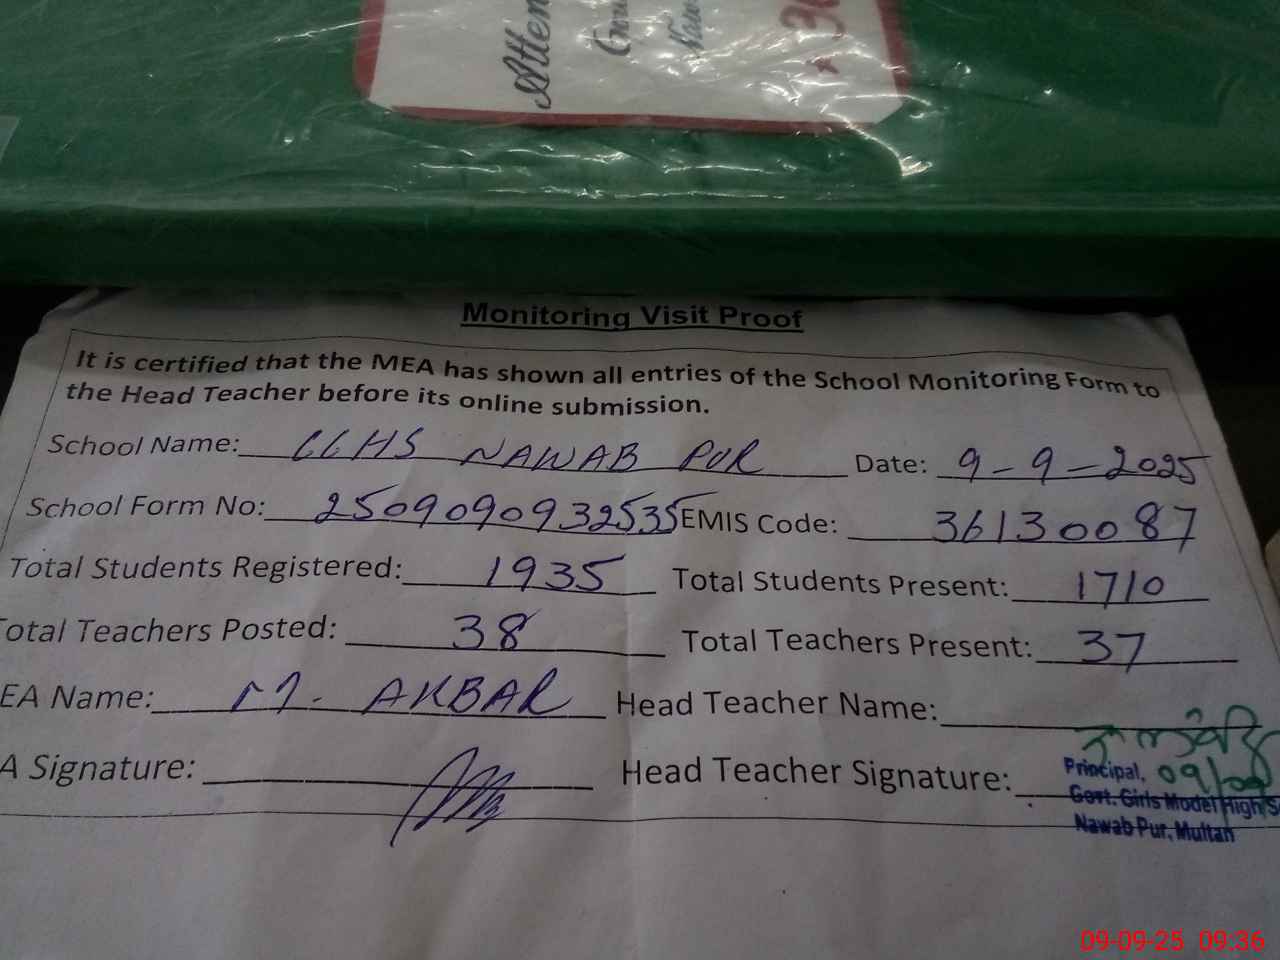 Monitoring Visit Proof
It is certified that the MEA has shown all entries of the School Monitoring Form to
the Head Teacher before its online submission.
School Name: GGHS NAWAB PUR Date: 9-9-2025
School Form No: 2509090932535 EMIS Code: 36130087
Total Students Registered: 1935 Total Students Present: 1710
Total Teachers Posted: 38 Total Teachers Present: 37
EA Name: M. AKBAR Head Teacher Name:
A Signature: Head Teacher Signature:
Principal, 09/09
Govt. Girls Model High S
Nawab Pur, Multan
09-09-25 09:36